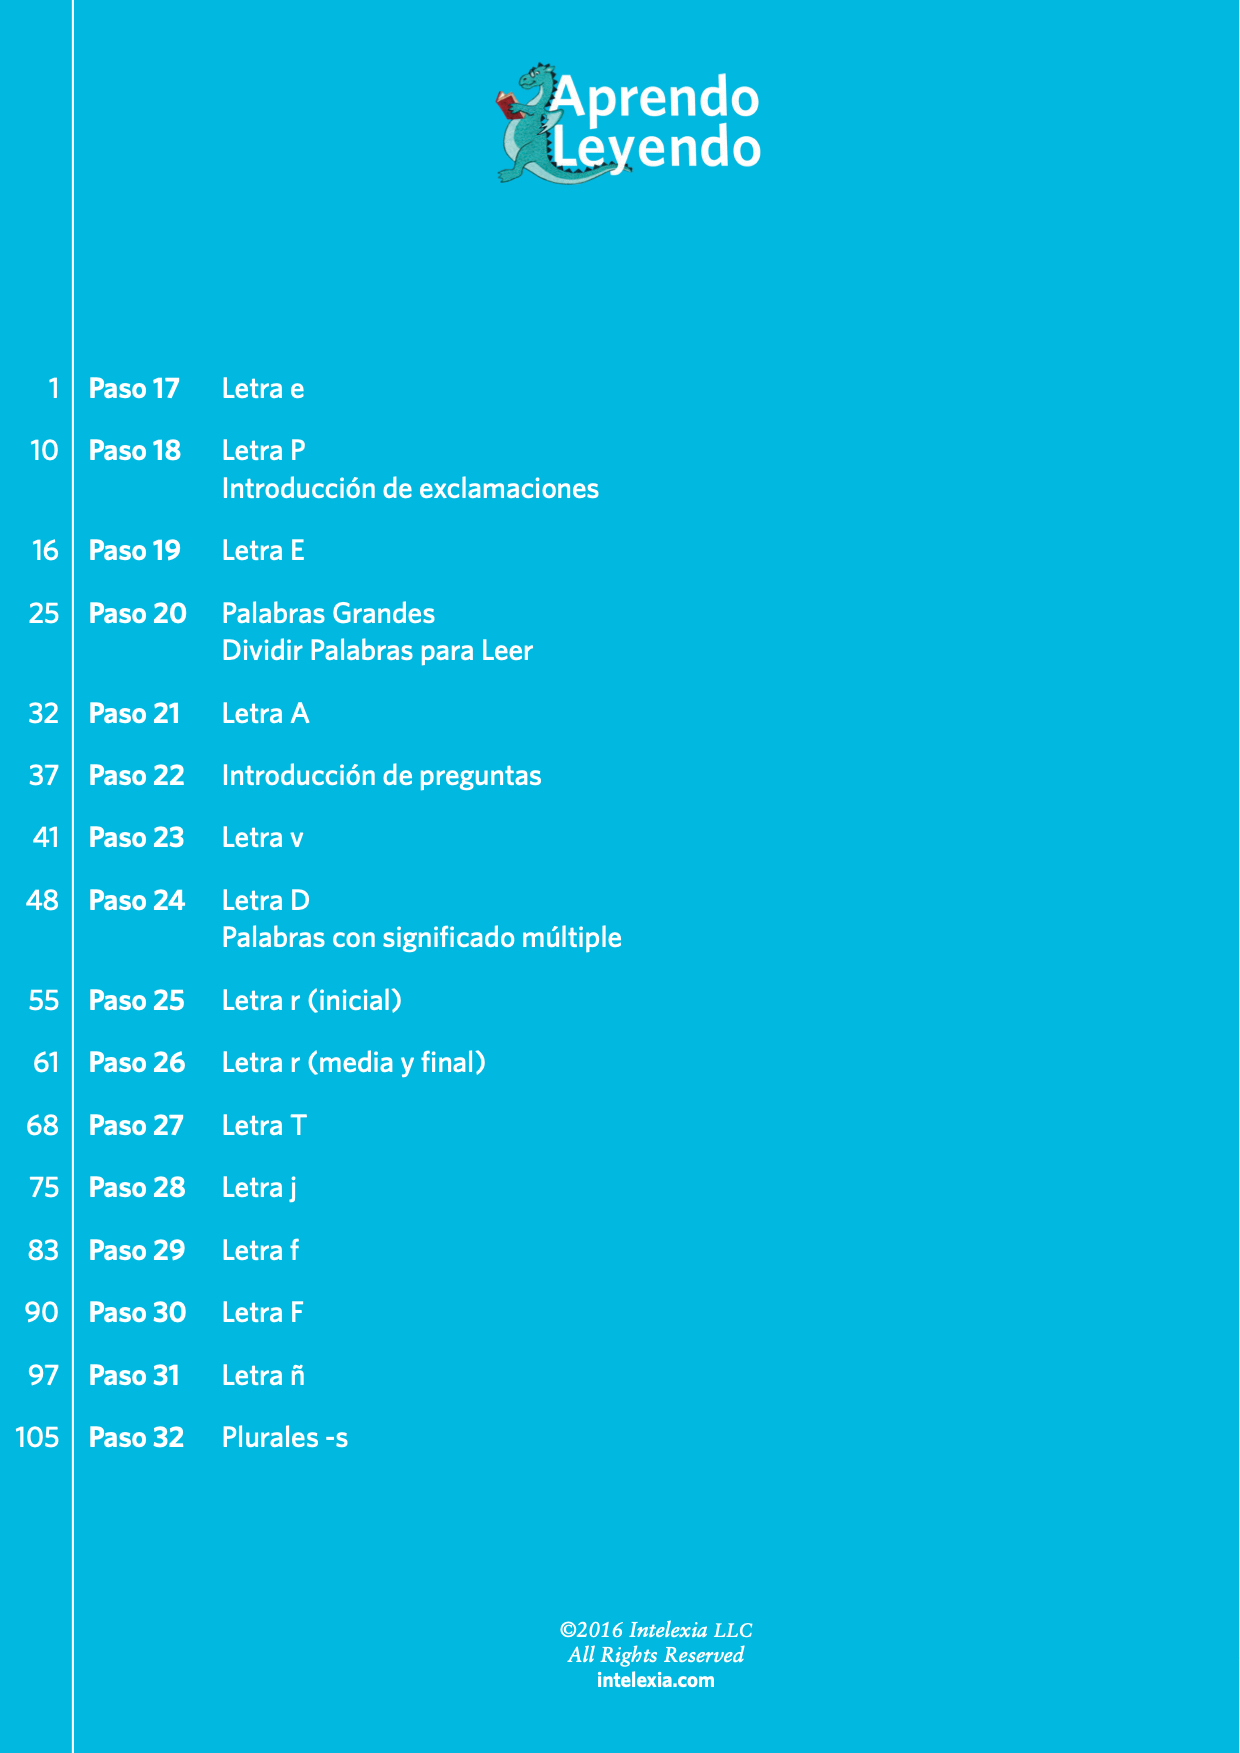 Aprendo
Leyendo
1 Paso 17 Letra e
10 Paso 18 Letra P
Introducción de exclamaciones
16 Paso 19 Letra E
25 Paso 20 Palabras Grandes
Dividir Palabras para Leer
32 Paso 21 Letra A
37 Paso 22 Introducción de preguntas
41 Paso 23 Letra v
48 Paso 24 Letra D
Palabras con significado múltiple
55 Paso 25 Letra r (inicial)
61 Paso 26 Letra r (media y final)
68 Paso 27 Letra T
75 Paso 28 Letra j
83 Paso 29 Letra f
90 Paso 30 Letra F
97 Paso 31 Letra ñ
105 Paso 32 Plurales -s
©2016 Intelexia LLC
All Rights Reserved
intelexia.com